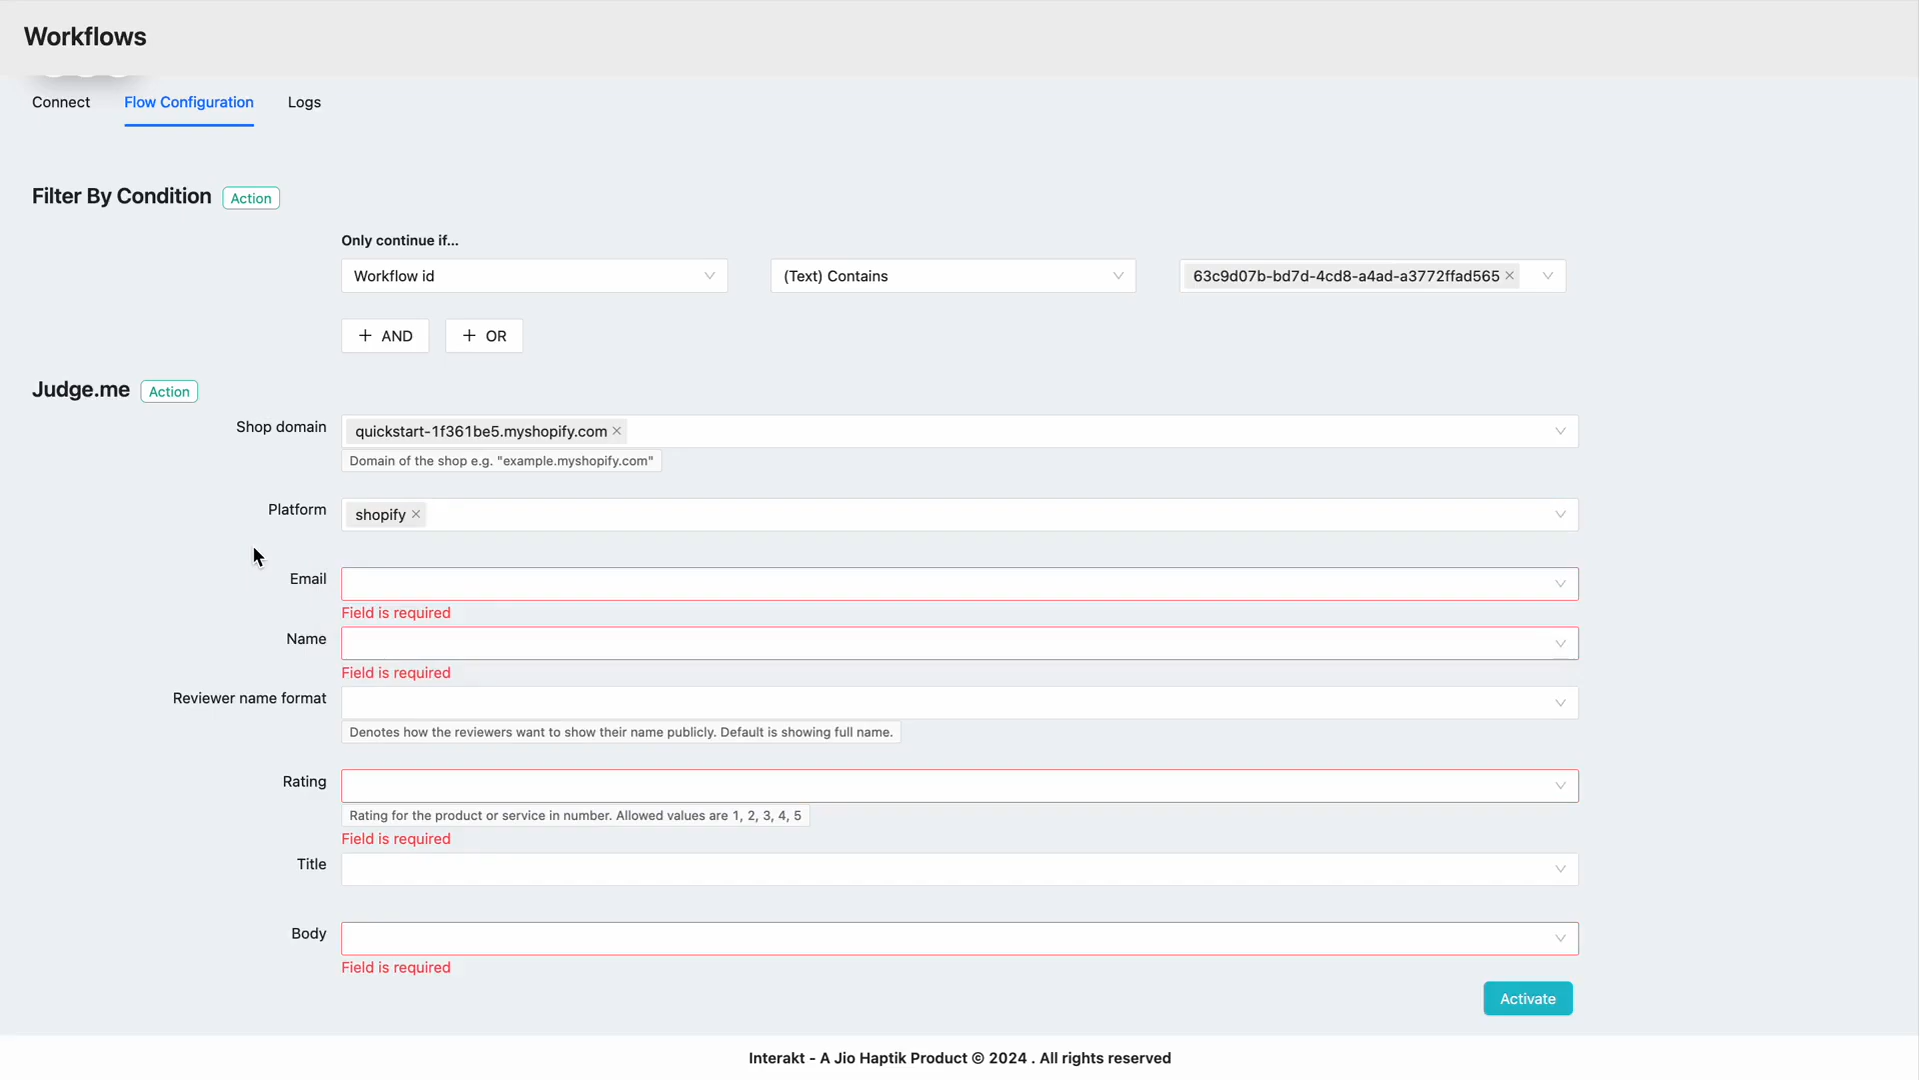 Workflows
Connect
Flow Configuration
Logs
Filter By Condition Action
Only continue if...
Workflow id
(Text) Contains
63c9d07b-bd7d-4cd8-a4ad-a3772ffad565
AND
OR
Judge.me Action
Shop domain
quickstart-1f361be5.myshopify.com
Domain of the shop e.g. "example.myshopify.com"
Platform
shopify
Email
Field is required
Name
Field is required
Reviewer name format
Denotes how the reviewers want to show their name publicly. Default is showing full name.
Rating
Rating for the product or service in number. Allowed values are 1, 2, 3, 4, 5
Field is required
Title
Body
Field is required
Activate
Interakt - A Jio Haptik Product © 2024 . All rights reserved